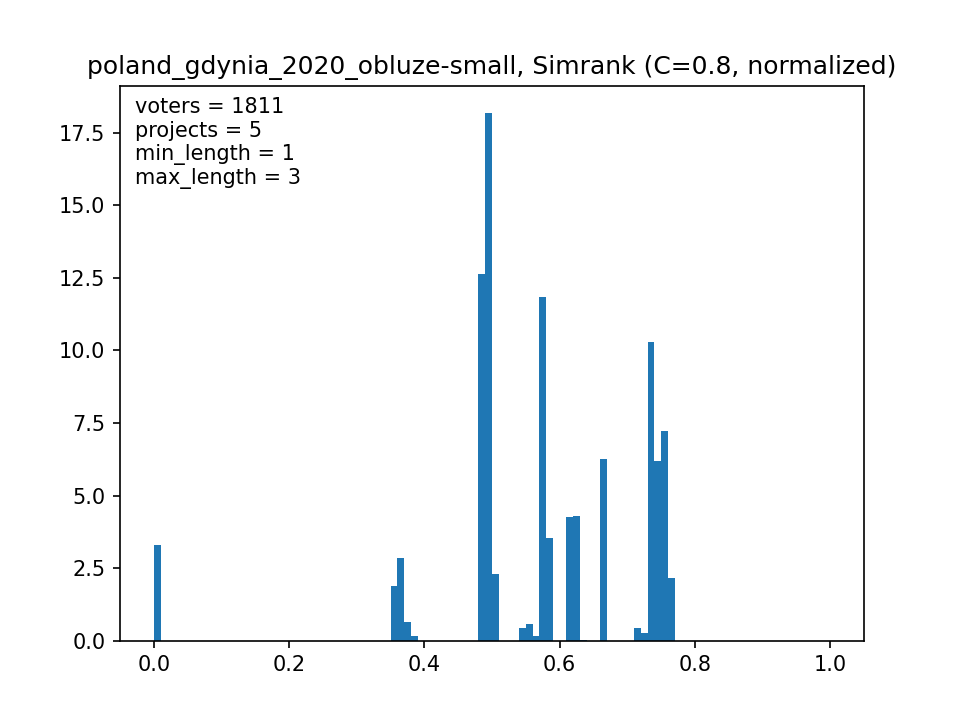 poland_gdynia_2020_obluze-small, Simrank (C=0.8, normalized)
voters = 1811
projects = 5
min_length = 1
max_length = 3
17.5
15.0
12.5
10.0
7.5
5.0
2.5
0.0
0.0 0.2 0.4 0.6 0.8 1.0